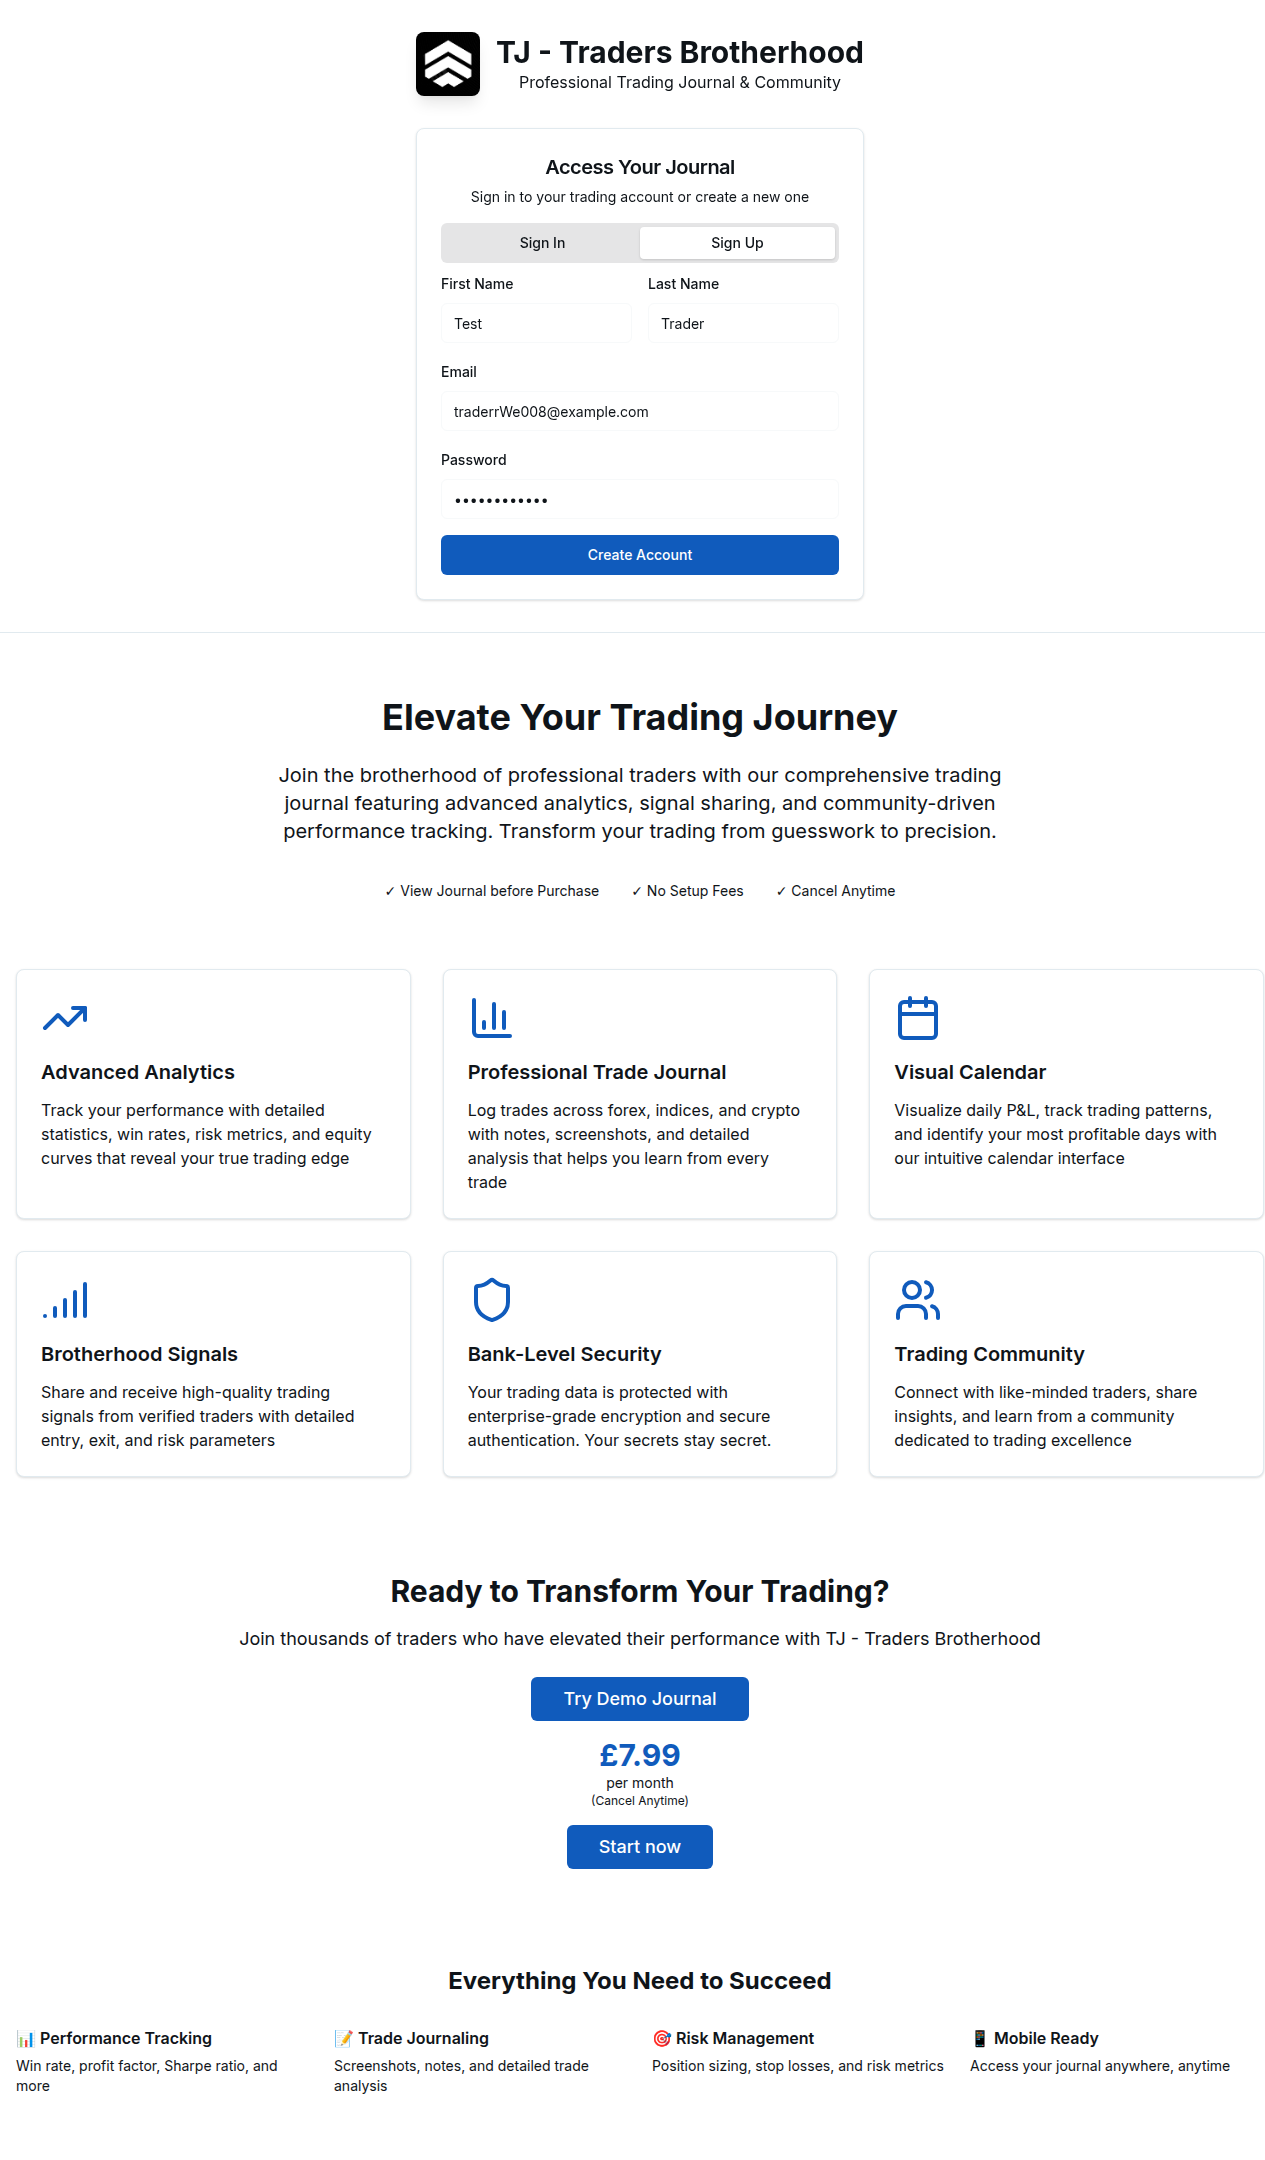 TJ - Traders Brotherhood
Professional Trading Journal & Community
Access Your Journal
Sign in to your trading account or create a new one
Sign In
Sign Up
First Name
Last Name
Test
Trader
Email
traderrWe008@example.com
Password
••••••••••••
Create Account
Elevate Your Trading Journey
Join the brotherhood of professional traders with our comprehensive trading
journal featuring advanced analytics, signal sharing, and community-driven
performance tracking. Transform your trading from guesswork to precision.
✓ View Journal before Purchase
✓ No Setup Fees
✓ Cancel Anytime
Advanced Analytics
Track your performance with detailed
statistics, win rates, risk metrics, and equity
curves that reveal your true trading edge
Professional Trade Journal
Log trades across forex, indices, and crypto
with notes, screenshots, and detailed
analysis that helps you learn from every
trade
Visual Calendar
Visualize daily P&L, track trading patterns,
and identify your most profitable days with
our intuitive calendar interface
Brotherhood Signals
Share and receive high-quality trading
signals from verified traders with detailed
entry, exit, and risk parameters
Bank-Level Security
Your trading data is protected with
enterprise-grade encryption and secure
authentication. Your secrets stay secret.
Trading Community
Connect with like-minded traders, share
insights, and learn from a community
dedicated to trading excellence
Ready to Transform Your Trading?
Join thousands of traders who have elevated their performance with TJ - Traders Brotherhood
Try Demo Journal
£7.99
per month
(Cancel Anytime)
Start now
Everything You Need to Succeed
📊 Performance Tracking
Win rate, profit factor, Sharpe ratio, and
more
📝 Trade Journaling
Screenshots, notes, and detailed trade
analysis
🎯 Risk Management
Position sizing, stop losses, and risk metrics
📱 Mobile Ready
Access your journal anywhere, anytime